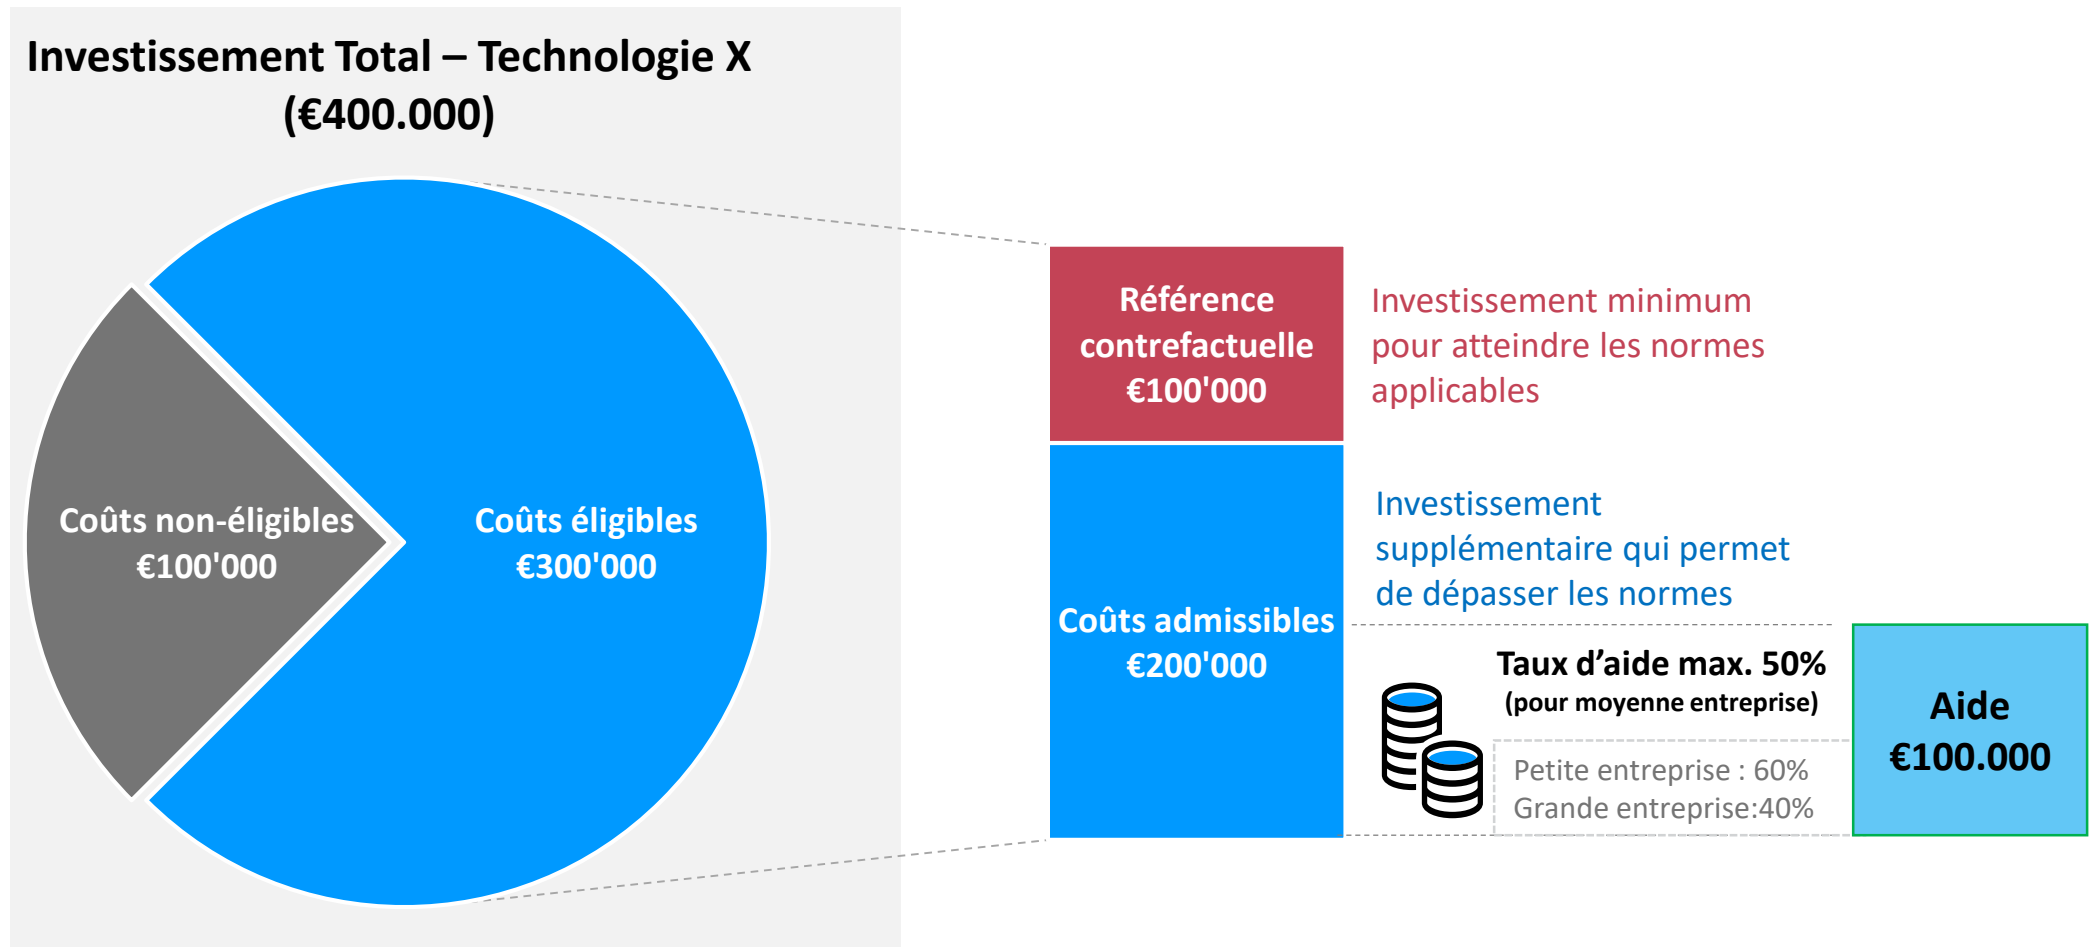 Investissement Total – Technologie X
(€400.000)
Coûts non-éligibles
€100'000
Coûts éligibles
€300'000
Référence
contrefactuelle
€100'000
Investissement minimum
pour atteindre les normes
applicables
Coûts admissibles
€200'000
Investissement
supplémentaire qui permet
de dépasser les normes
Taux d’aide max. 50%
(pour moyenne entreprise)
Petite entreprise : 60%
Grande entreprise:40%
Aide
€100.000